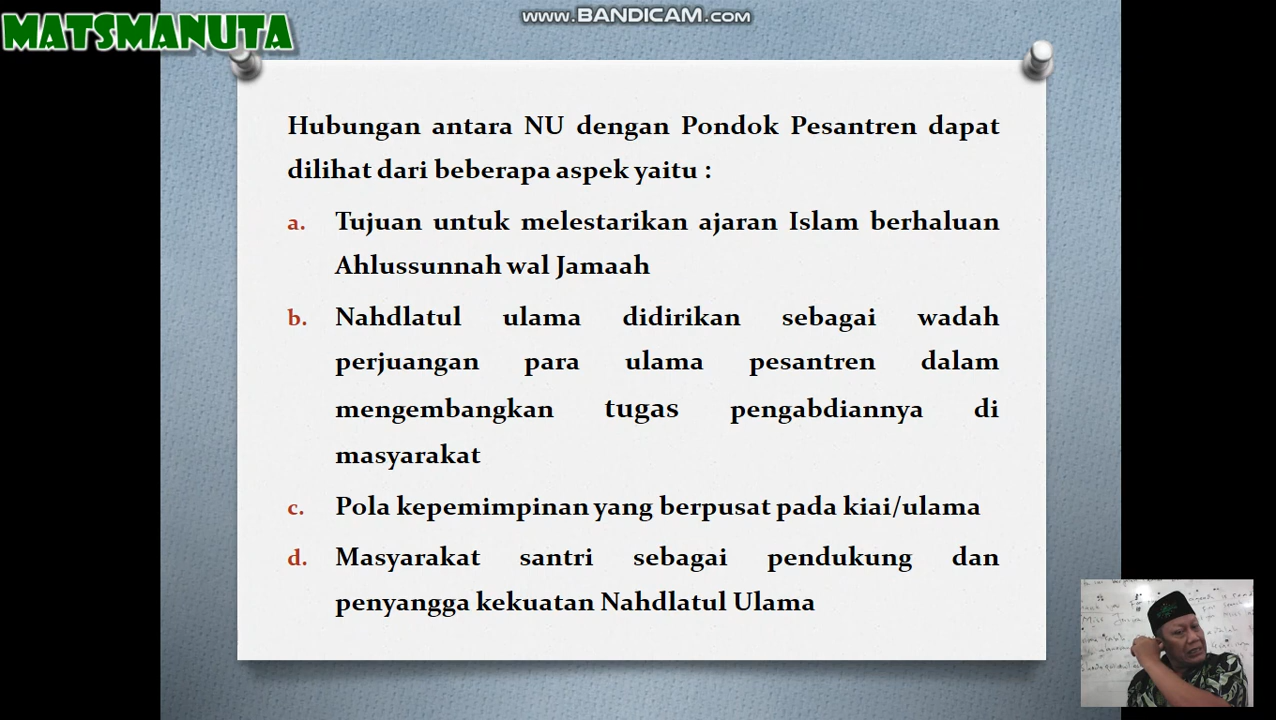 MATSMANUTA
WWW.BANDICAM.COM
Hubungan antara NU dengan Pondok Pesantren dapat
dilihat dari beberapa aspek yaitu :
a. Tujuan untuk melestarikan ajaran Islam berhaluan
Ahlussunnah wal Jamaah
b. Nahdlatul ulama didirikan sebagai wadah
perjuangan para ulama pesantren dalam
mengembangkan tugas pengabdiannya di
masyarakat
c. Pola kepemimpinan yang berpusat pada kiai/ulama
d. Masyarakat santri sebagai pendukung dan
penyangga kekuatan Nahdlatul Ulama